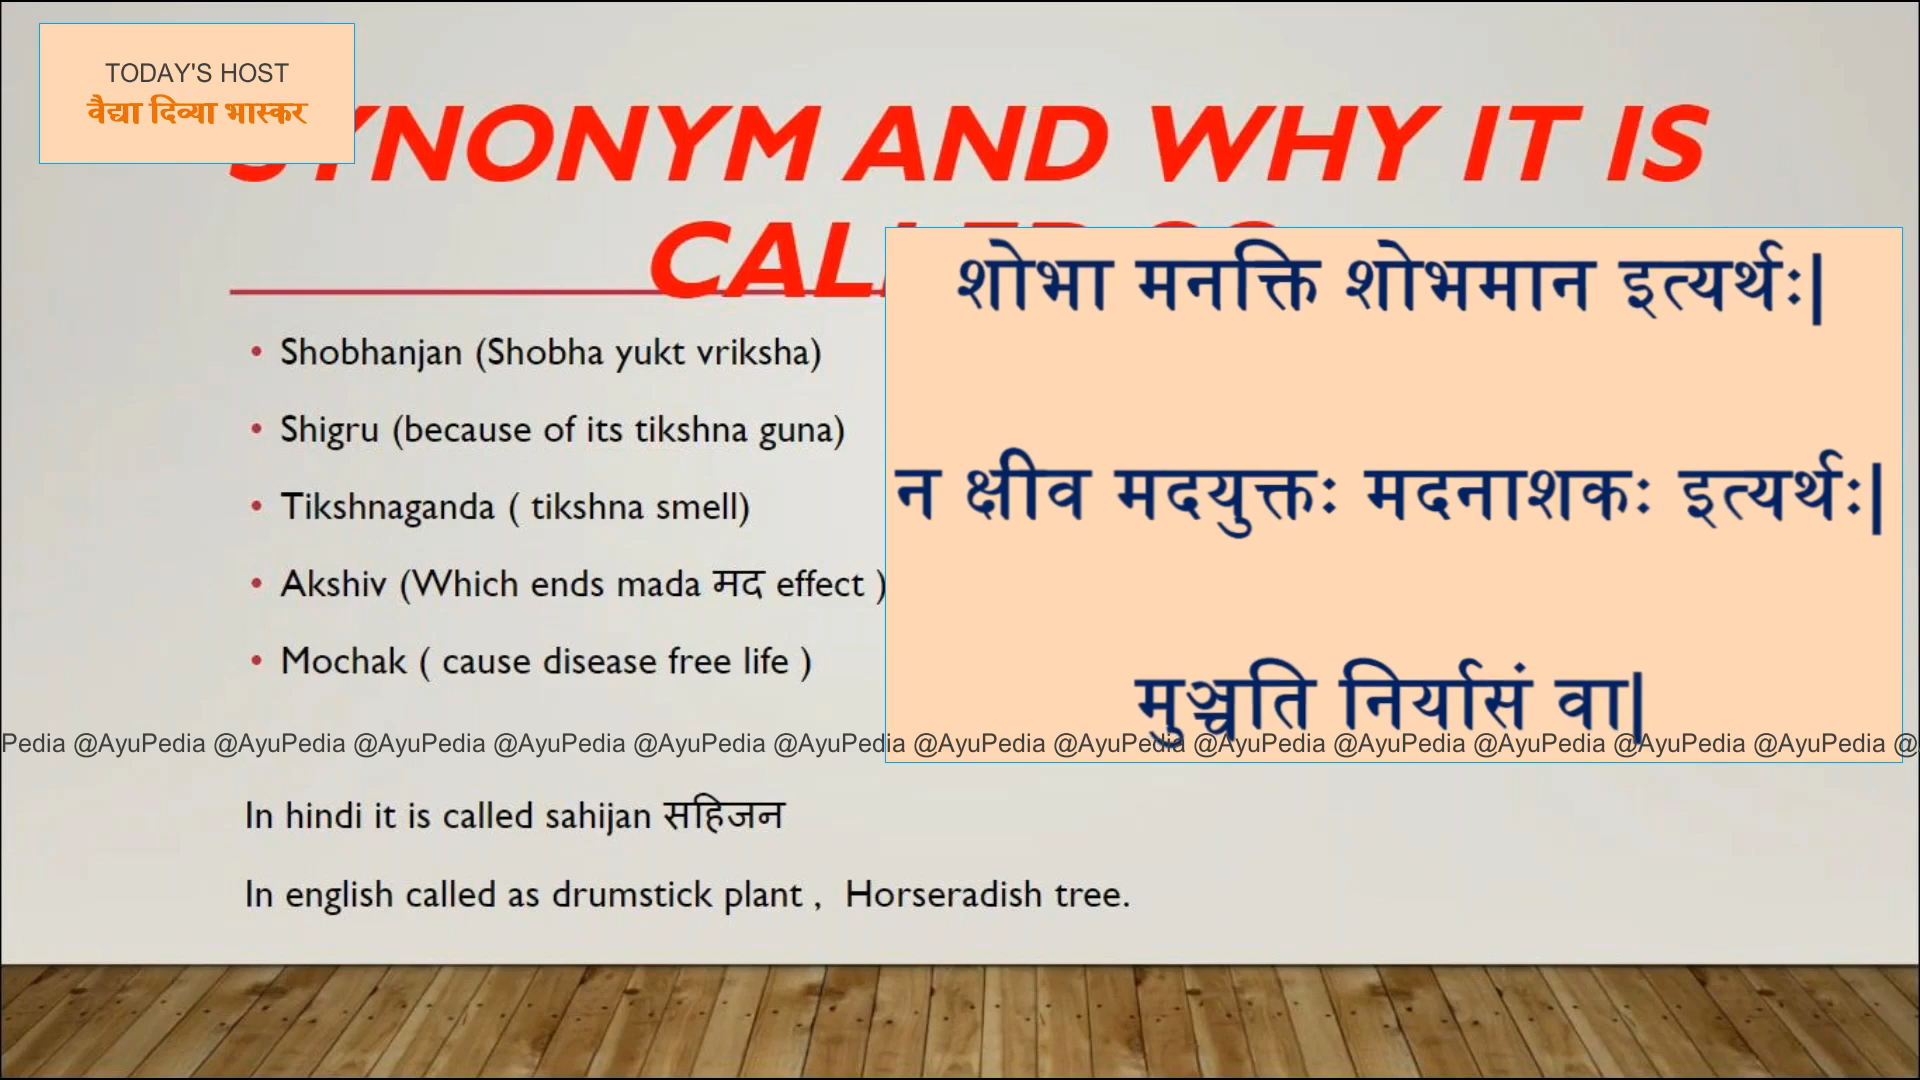 TODAY'S HOST
वैद्या दिव्या भास्कर
SYNONYM AND WHY IT IS
शोभा मनक्ति शोभमान इत्यर्थः|
• Shobhanjan (Shobha yukt vriksha)
• Shigru (because of its tikshna guna)
न क्षीव मदयुक्तः मदनाशकः इत्यर्थः|
• Tikshnaganda ( tikshna smell)
• Akshiv (Which ends mada मद effect )
• Mochak ( cause disease free life )
मुञ्चति निर्यासं वा|
Pedia @AyuPedia @AyuPedia @AyuPedia @AyuPedia @AyuPedia @AyuPedia @AyuPedia @AyuPedia @AyuPedia @AyuPedia @AyuPedia @AyuPedia @AyuPedia @
In hindi it is called sahijan सहिजन
In english called as drumstick plant , Horseradish tree.